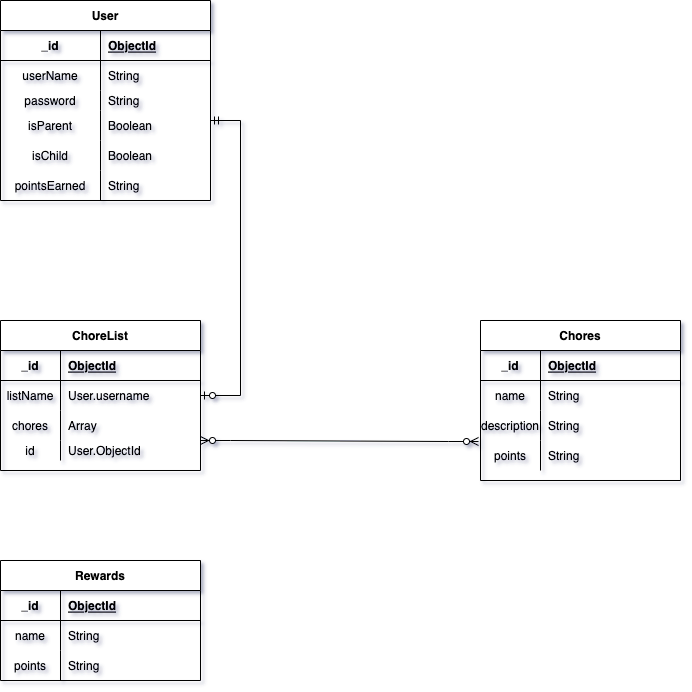 User
_id ObjectId
userName String
password String
isParent Boolean
isChild Boolean
pointsEarned String
ChoreList
_id ObjectId
listName User.username
chores Array
id User.ObjectId
Chores
_id ObjectId
name String
description String
points String
Rewards
_id ObjectId
name String
points String